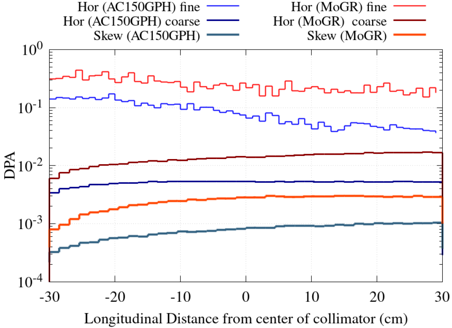 Hor (AC150GPH) fine
Hor (MoGR) fine
Hor (AC150GPH) coarse
Hor (MoGR) coarse
Skew (AC150GPH)
Skew (MoGR)
10^0
10^-1
10^-2
10^-3
10^-4
DPA
-30 -20 -10 0 10 20 30
Longitudinal Distance from center of collimator (cm)